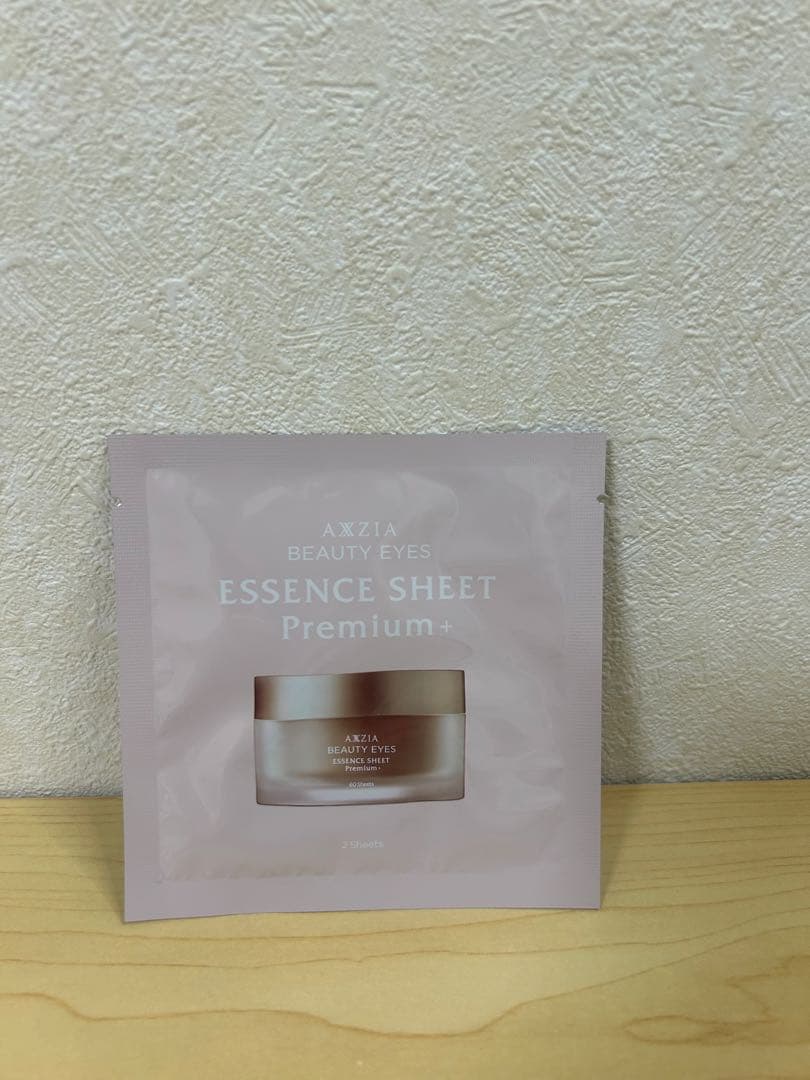 AXXZIA
BEAUTY EYES
ESSENCE SHEET
Premium+
AXXZIA
BEAUTY EYES
ESSENCE SHEET
Premium+
60 Sheets
2 Sheets